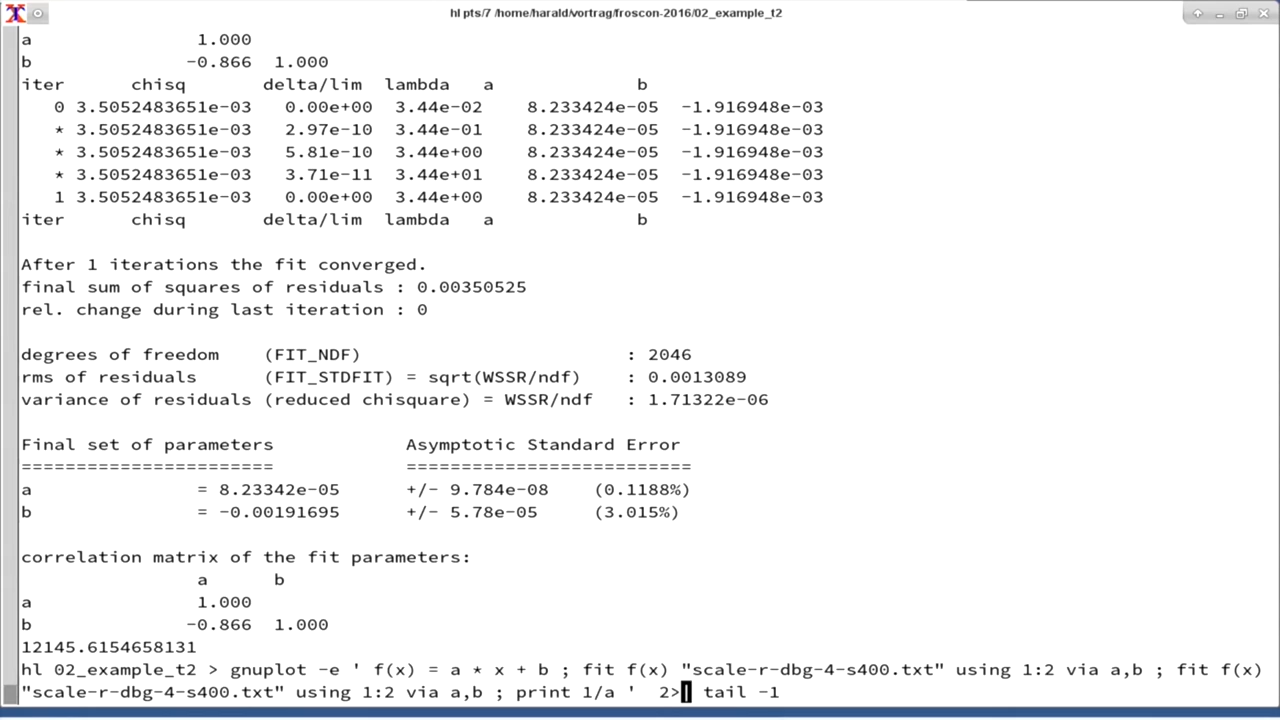 hl pts/7 /home/harald/vortrag/froscon-2016/02_example_t2
a 1.000
b -0.866 1.000
iter chisq delta/lim lambda a b
0 3.5052483651e-03 0.00e+00 3.44e-02 8.233424e-05 -1.916948e-03
* 3.5052483651e-03 2.97e-10 3.44e-01 8.233424e-05 -1.916948e-03
* 3.5052483651e-03 5.81e-10 3.44e+00 8.233424e-05 -1.916948e-03
* 3.5052483651e-03 3.71e-11 3.44e+01 8.233424e-05 -1.916948e-03
1 3.5052483651e-03 0.00e+00 3.44e+00 8.233424e-05 -1.916948e-03
iter chisq delta/lim lambda a b
After 1 iterations the fit converged.
final sum of squares of residuals : 0.00350525
rel. change during last iteration : 0
degrees of freedom (FIT_NDF) : 2046
rms of residuals (FIT_STDFIT) = sqrt(WSSR/ndf) : 0.0013089
variance of residuals (reduced chisquare) = WSSR/ndf : 1.71322e-06
Final set of parameters Asymptotic Standard Error
======================= ==========================
a = 8.23342e-05 +/- 9.784e-08 (0.1188%)
b = -0.00191695 +/- 5.78e-05 (3.015%)
correlation matrix of the fit parameters:
a b
a 1.000
b -0.866 1.000
12145.6154658131
hl 02_example_t2 > gnuplot -e ' f(x) = a * x + b ; fit f(x) "scale-r-dbg-4-s400.txt" using 1:2 via a,b ; fit f(x)
"scale-r-dbg-4-s400.txt" using 1:2 via a,b ; print 1/a ' 2>| tail -1